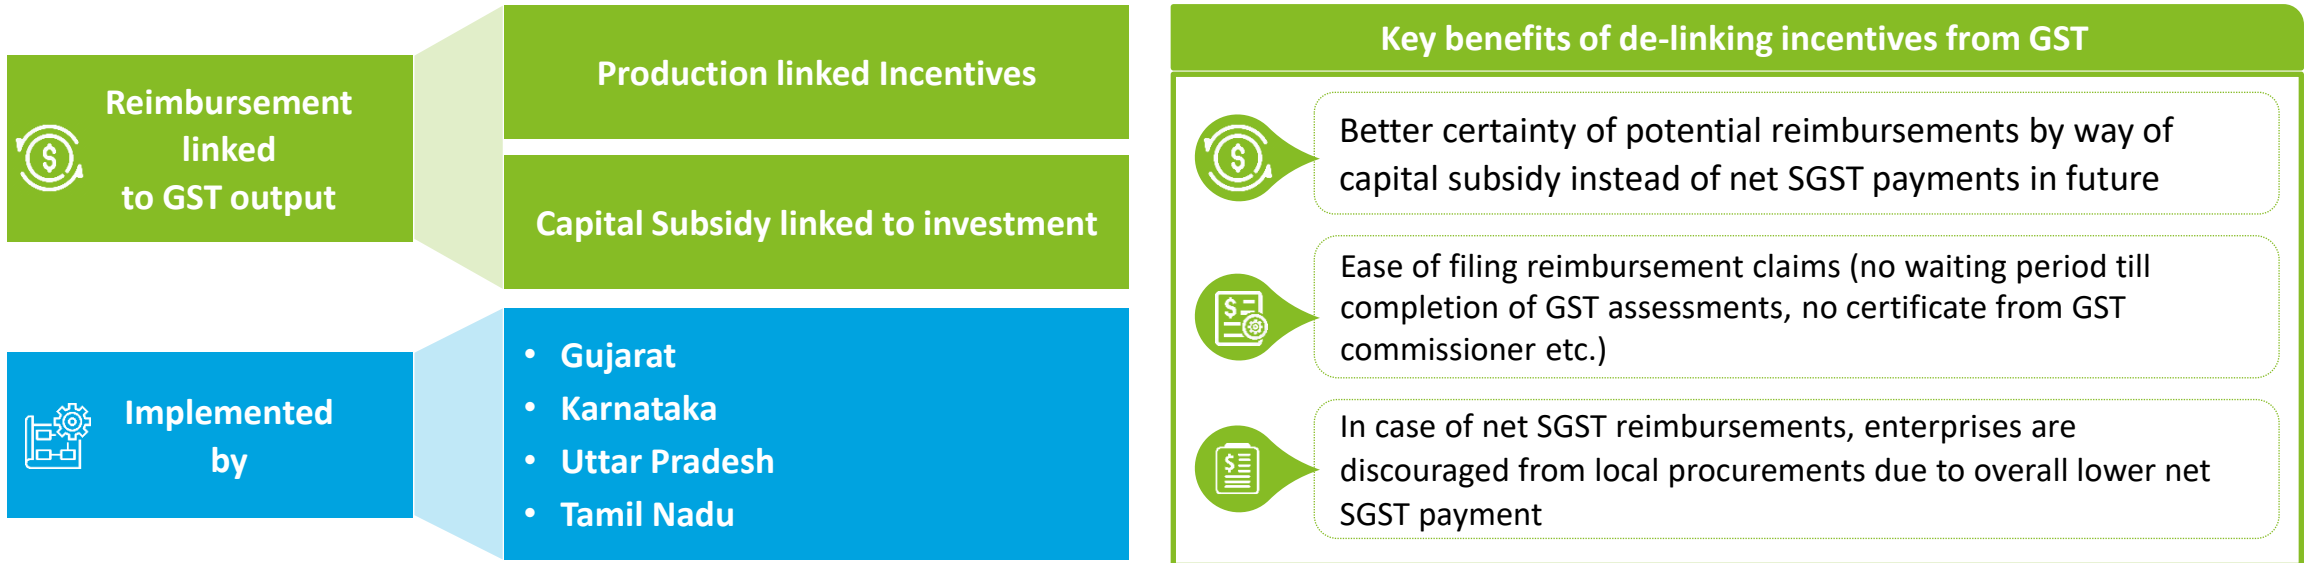 Reimbursement
linked
to GST output
Production linked Incentives
Capital Subsidy linked to investment
Implemented
by
• Gujarat
• Karnataka
• Uttar Pradesh
• Tamil Nadu
Key benefits of de-linking incentives from GST
Better certainty of potential reimbursements by way of
capital subsidy instead of net SGST payments in future
Ease of filing reimbursement claims (no waiting period till
completion of GST assessments, no certificate from GST
commissioner etc.)
In case of net SGST reimbursements, enterprises are
discouraged from local procurements due to overall lower net
SGST payment